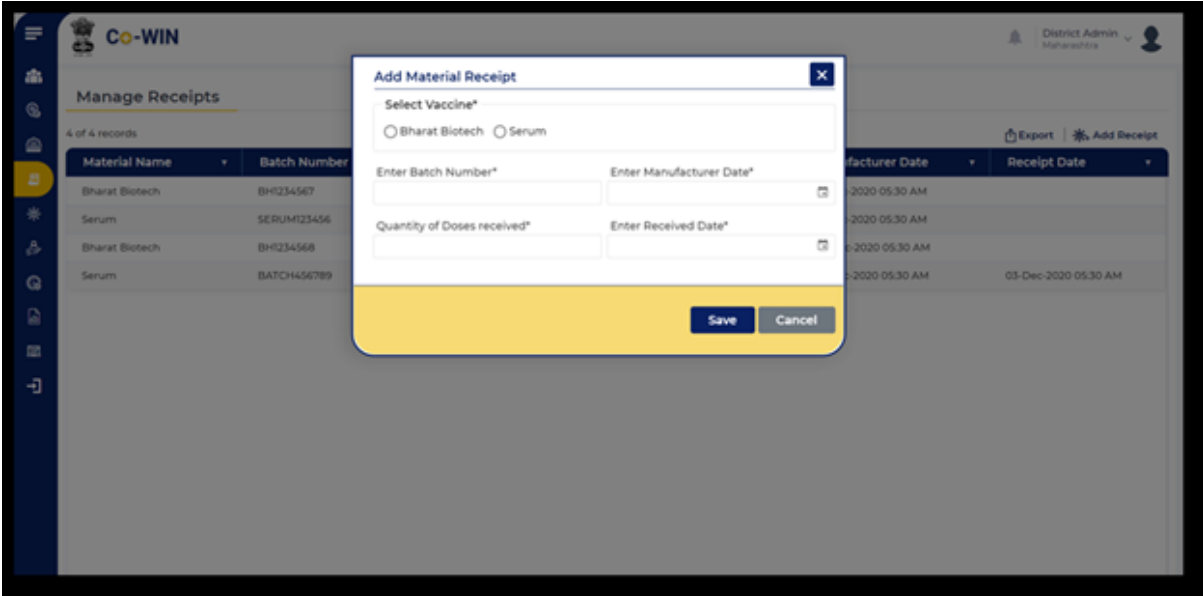 Co-WIN
District Admin
Maharashtra
Manage Receipts
4 of 4 records
Export
Add Receipt
Material Name
Batch Number
facturer Date
Receipt Date
Bharat Biotech
BH1234567
-2020 05:30 AM
Serum
SERUM123456
-2020 05:30 AM
Bharat Biotech
BH1234568
-2020 05:30 AM
Serum
BATCH456789
-2020 05:30 AM
03-Dec-2020 05:30 AM
Add Material Receipt
Select Vaccine*
Bharat Biotech
Serum
Enter Batch Number*
Enter Manufacturer Date*
Quantity of Doses received*
Enter Received Date*
Save
Cancel